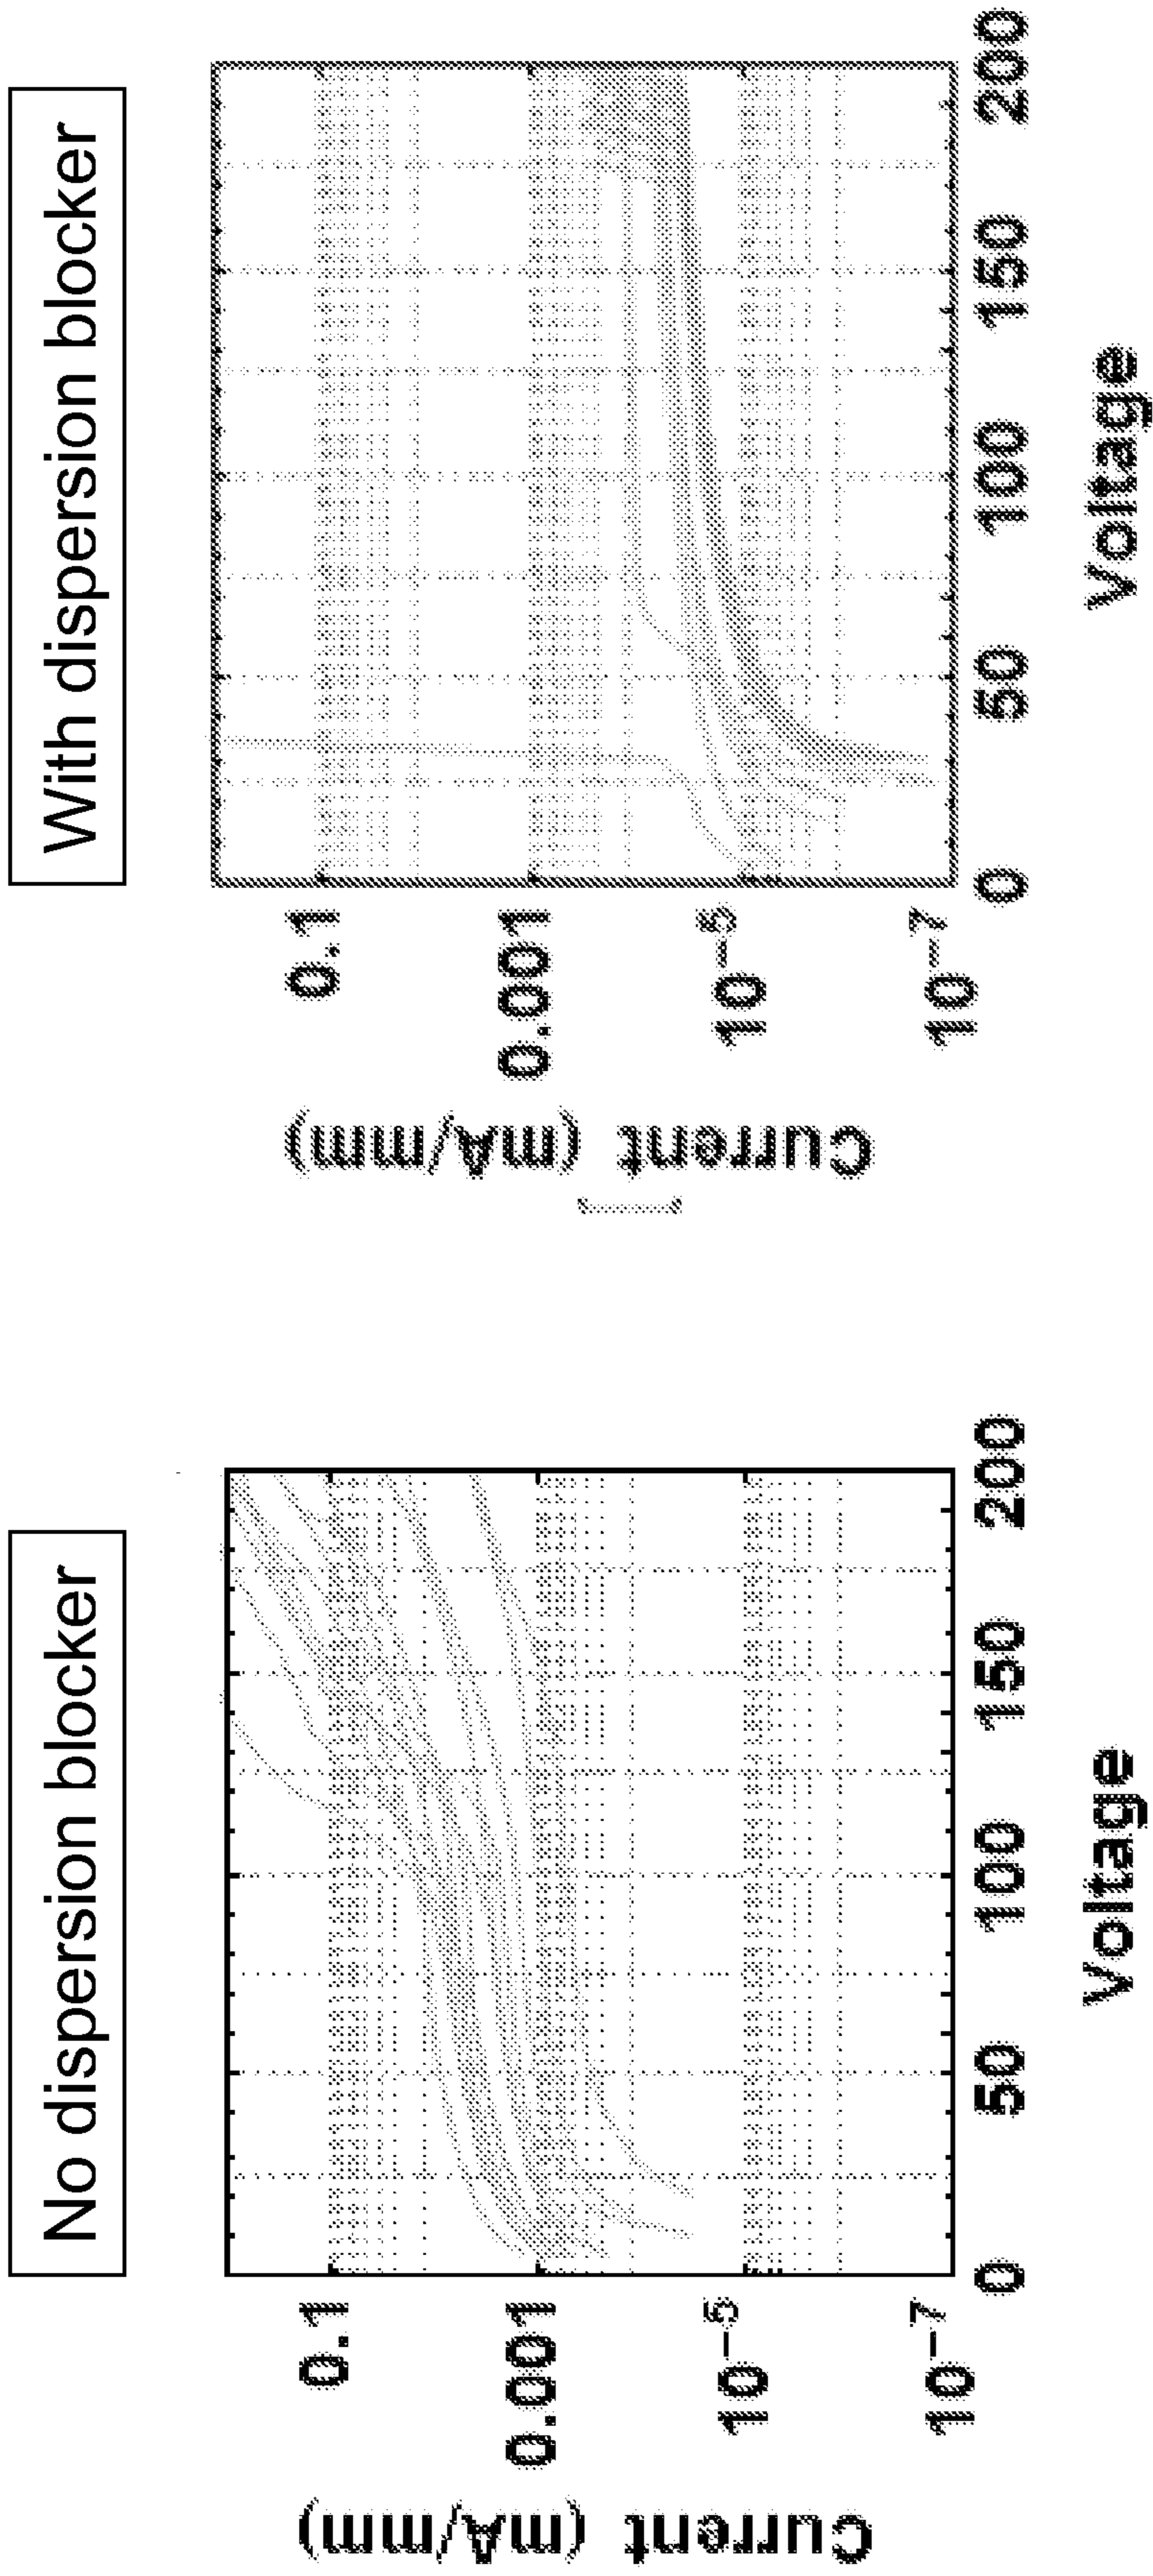 No dispersion blocker
Current (mA/mm)
0.1
0.001
10−5
10−7
0 50 100 150 200
Voltage
With dispersion blocker
Current (mA/mm)
0.1
0.001
10−5
10−7
0 50 100 150 200
Voltage